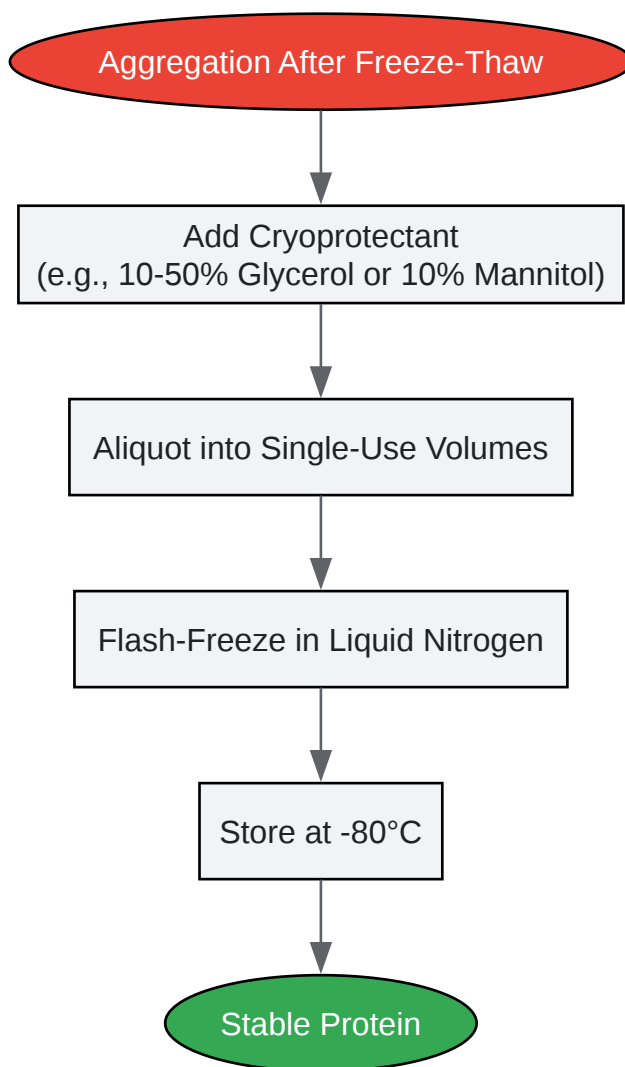 Aggregation After Freeze-Thaw
Add Cryoprotectant
(e.g., 10-50% Glycerol or 10% Mannitol)
Aliquot into Single-Use Volumes
Flash-Freeze in Liquid Nitrogen
Store at -80°C
Stable Protein